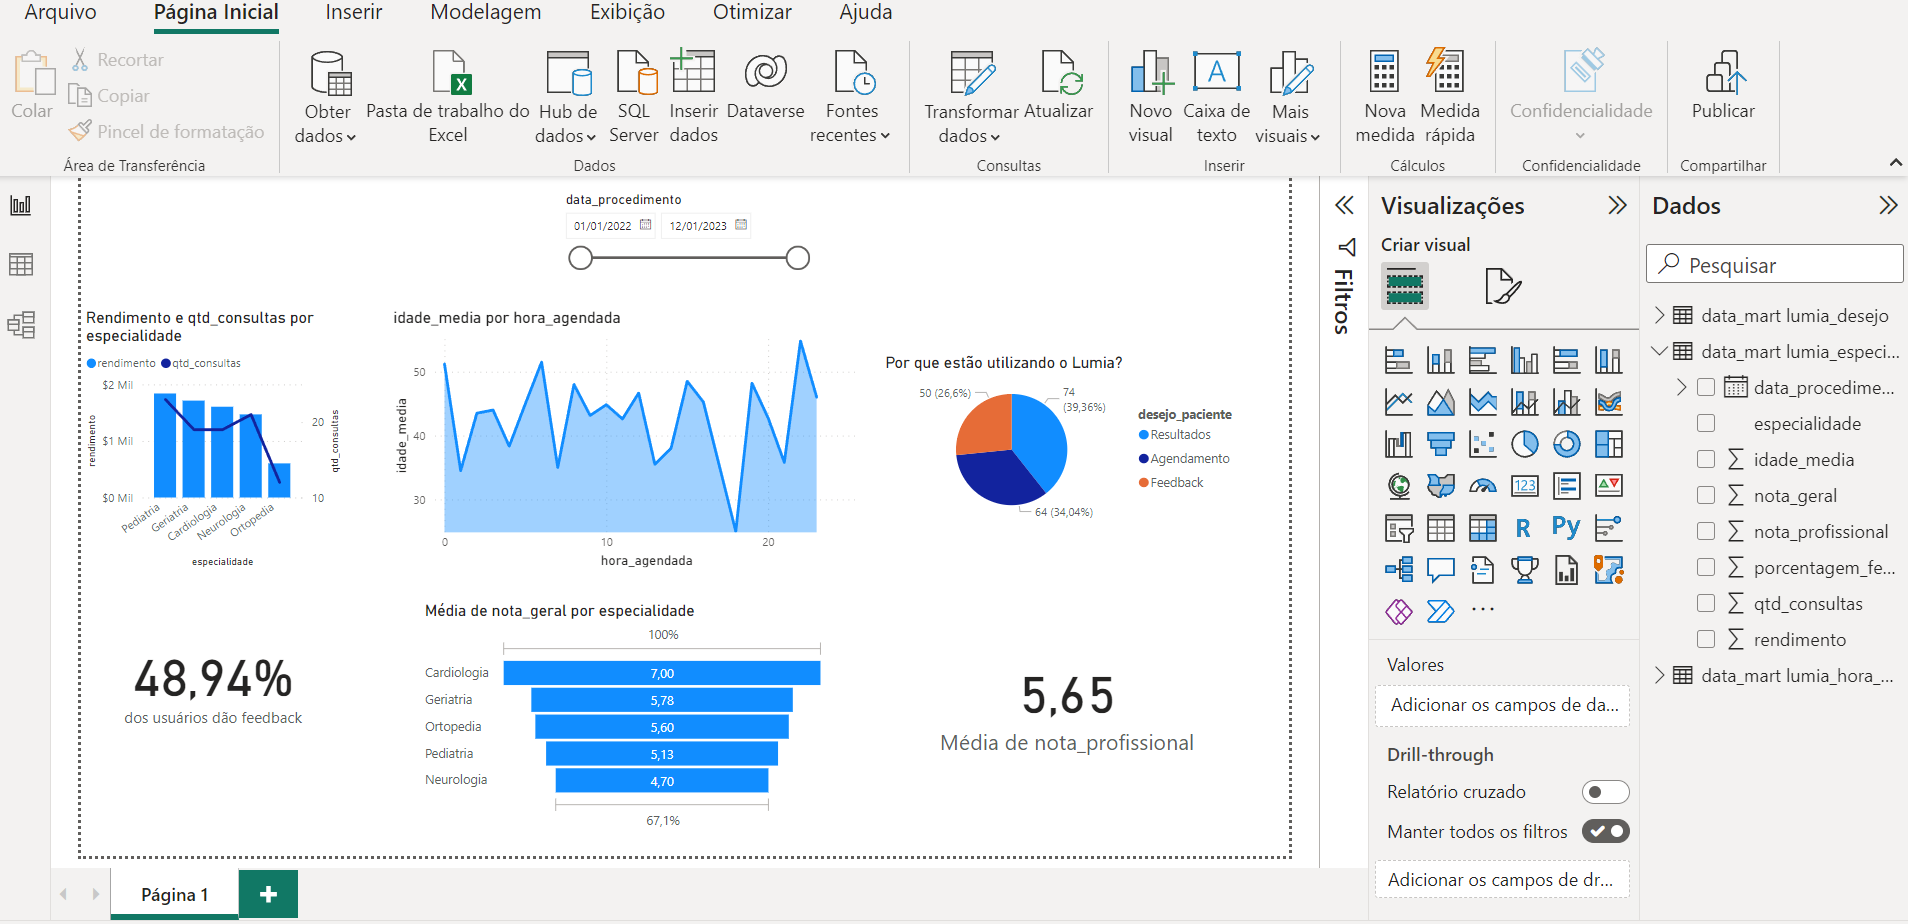 Arquivo
Página Inicial
Inserir
Modelagem
Exibição
Otimizar
Ajuda
Colar
Recortar
Copiar
Pincel de formatação
Área de Transferência
Obter
dados
Pasta de trabalho do
Excel
Hub de
dados
SQL
Server
Inserir
dados
Dataverse
Fontes
recentes
Dados
Transformar
dados
Atualizar
Consultas
Novo
visual
Caixa de
texto
Mais
visuais
Inserir
Nova
medida
Medida
rápida
Cálculos
Confidencialidade
Confidencialidade
Publicar
Compartilhar
data_procedimento
01/01/2022
12/01/2023
Rendimento e qtd_consultas por
especialidade
rendimento
qtd_consultas
$2 Mil
$1 Mil
$0 Mil
rendimento
20
10
qtd_consultas
Pediatria
Geriatria
Cardiologia
Neurologia
Ortopedia
especialidade
idade_media por hora_agendada
50
40
30
idade_media
0
10
20
hora_agendada
Por que estão utilizando o Lumia?
50 (26,6%)
74
(39,36%)
64 (34,04%)
desejo_paciente
Resultados
Agendamento
Feedback
48,94%
dos usuários dão feedback
Média de nota_geral por especialidade
100%
Cardiologia
7,00
Geriatria
5,78
Ortopedia
5,60
Pediatria
5,13
Neurologia
4,70
67,1%
5,65
Média de nota_profissional
Página 1
Filtros
Visualizações
Criar visual
123
R
Py
Valores
Adicionar os campos de da...
Drill-through
Relatório cruzado
Manter todos os filtros
Adicionar os campos de dr...
Dados
Pesquisar
data_mart lumia_desejo
data_mart lumia_especi...
data_procedime...
especialidade
idade_media
nota_geral
nota_profissional
porcentagem_fe...
qtd_consultas
rendimento
data_mart lumia_hora_...